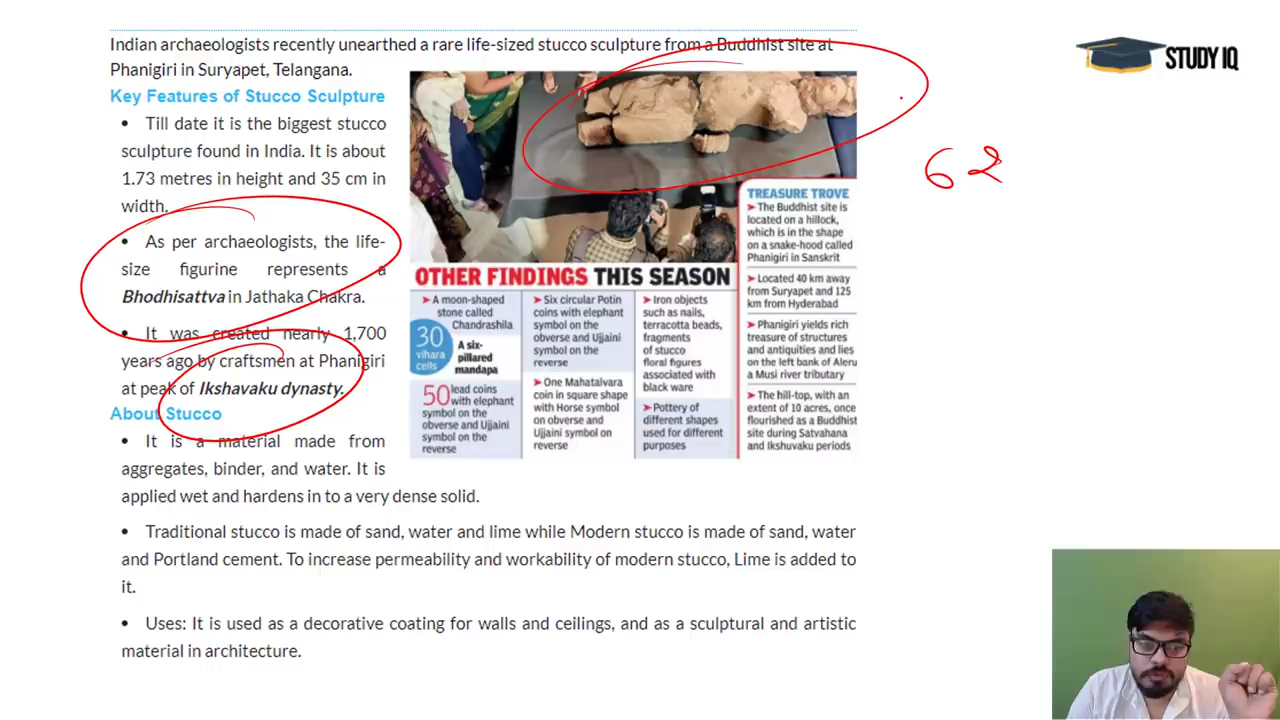 Indian archaeologists recently unearthed a rare life-sized stucco sculpture from a Buddhist site at
Phanigiri in Suryapet, Telangana.
Key Features of Stucco Sculpture
• Till date it is the biggest stucco
sculpture found in India. It is about
1.73 metres in height and 35 cm in
width.
• As per archaeologists, the life-
size figurine represents a
Bhodhisattva in Jathaka Chakra.
• It was created nearly 1,700
years ago by craftsmen at Phanigiri
at peak of Ikshavaku dynasty.
About Stucco
• It is a material made from
aggregates, binder, and water. It is
applied wet and hardens in to a very dense solid.
• Traditional stucco is made of sand, water and lime while Modern stucco is made of sand, water
and Portland cement. To increase permeability and workability of modern stucco, Lime is added to
it.
• Uses: It is used as a decorative coating for walls and ceilings, and as a sculptural and artistic
material in architecture.
OTHER FINDINGS THIS SEASON
➤ A moon-shaped
stone called
Chandrashila
30
vihara
cells
A six-
pillared
mandapa
50 lead coins
with elephant
symbol on the
obverse and Ujjaini
symbol on the
reverse
➤ Six circular Potin
coins with elephant
symbol on the
obverse and Ujjaini
symbol on the
reverse
➤ One Mahatalvara
coin in square shape
with Horse symbol
on obverse and
Ujjaini symbol on
reverse
➤ Iron objects
such as nails,
terracotta beads,
fragments
of stucco
floral figures
associated with
black ware
➤ Pottery of
different shapes
used for different
purposes
TREASURE TROVE
➤ The Buddhist site is
located on a hillock,
which is in the shape
on a snake-hood called
Phanigiri in Sanskrit
➤ Located 40 km away
from Suryapet and 125
km from Hyderabad
➤ Phanigiri yields rich
treasure of structures
and antiquities and lies
on the left bank of Aleru
a Musi river tributary
➤ The hill-top, with an
extent of 10 acres, once
flourished as a Buddhist
site during Satvahana
and Ikshuvaku periods
STUDY IQ
62